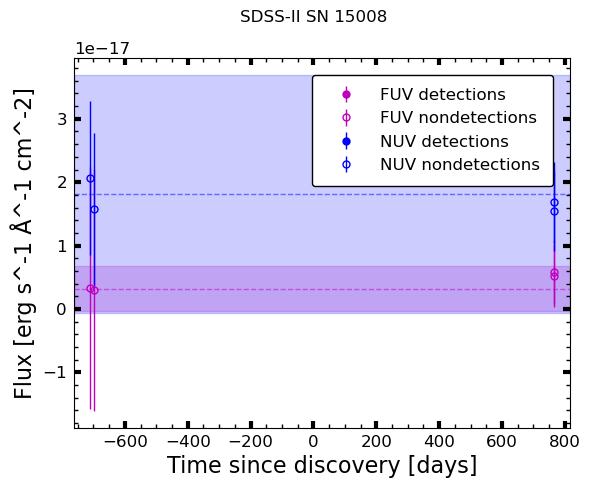 SDSS-II SN 15008
1e−17
FUV detections
FUV nondetections
NUV detections
NUV nondetections
3
2
1
0
−1
Flux [erg s^-1 Å^-1 cm^-2]
−600 −400 −200 0 200 400 600 800
Time since discovery [days]